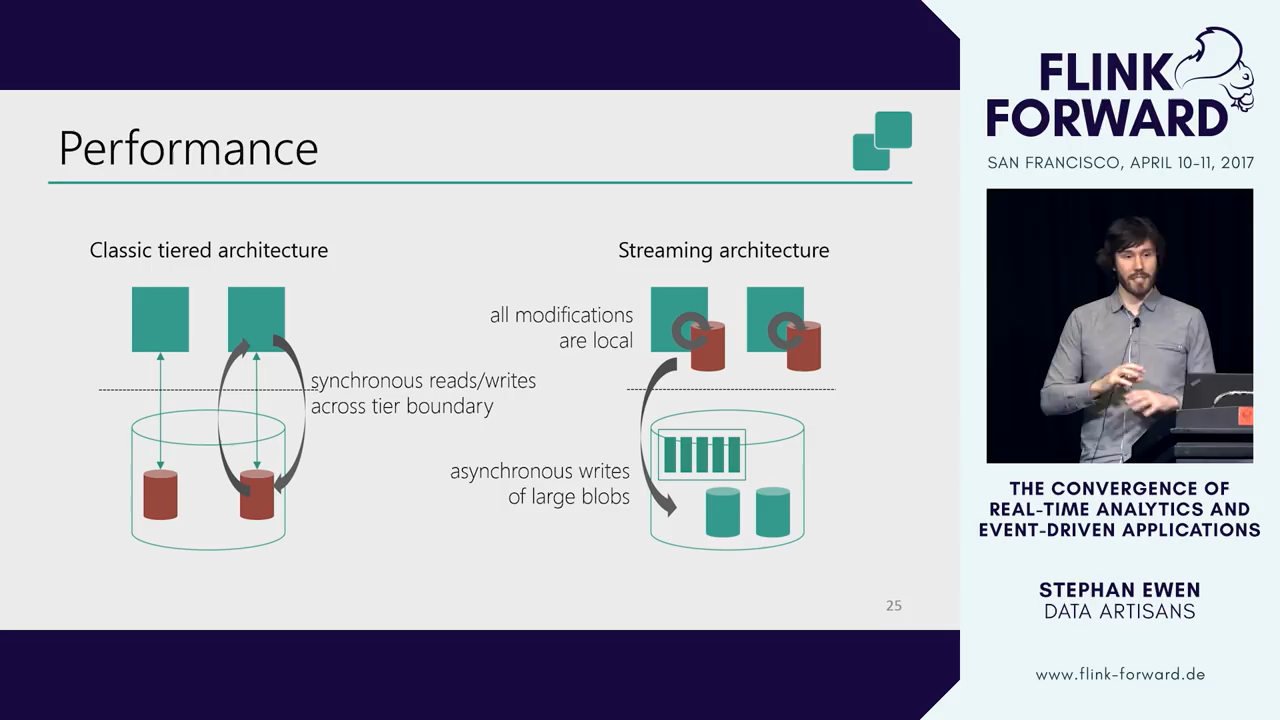 Performance
Classic tiered architecture
synchronous reads/writes
across tier boundary
Streaming architecture
all modifications
are local
asynchronous writes
of large blobs
25
FLINK
FORWARD
SAN FRANCISCO, APRIL 10-11, 2017
THE CONVERGENCE OF
REAL-TIME ANALYTICS AND
EVENT-DRIVEN APPLICATIONS
STEPHAN EWEN
DATA ARTISANS
www.flink-forward.de